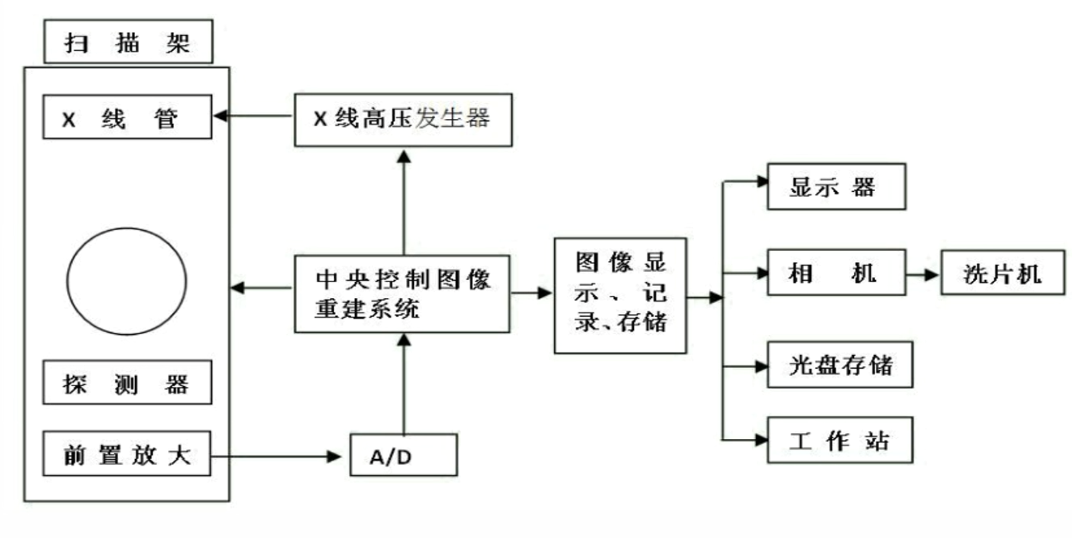 扫 描 架
X 线 管
X 线高压发生器
显示 器
图像显
示、记
录、存储
相 机
洗片机
中央控制图像
重建系统
探 测 器
光盘存储
前置放大
A/D
工 作 站